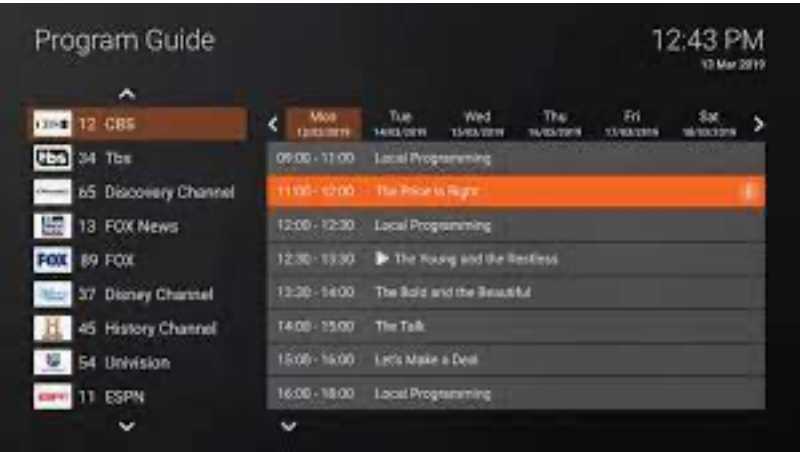 Program Guide
12:43 PM
13 Mar 2019
12 CBS
tbs 34 Tbs
65 Discovery Channel
13 FOX News
FOX 89 FOX
37 Disney Channel
H 45 History Channel
54 Univision
ESPN 11 ESPN
Mon Tue Wed Thu Fri Sat
09:00 - 11:00 Local Programming
11:00 - 12:00 The Price Is Right
12:00 - 12:30 Local Programming
12:30 - 13:30 The Young and the Restless
13:30 - 14:00 The Bold and the Beautiful
14:00 - 15:00 The Talk
15:00 - 16:00 Let's Make a Deal
16:00 - 18:00 Local Programming